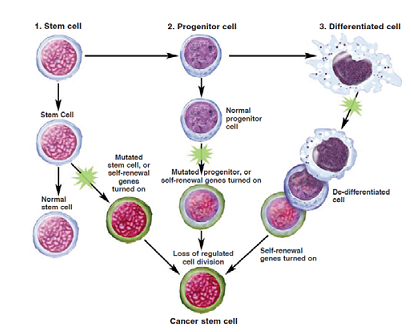 1. Stem cell
2. Progenitor cell
3. Differentiated cell
Stem Cell
Normal
progenitor
cell
Mutated
stem cell, or
self-renewal
genes
turned on
Mutated progenitor, or
self-renewal genes turned on
De-differentiated
cell
Normal
stem cell
Loss of regulated
cell division
Self-renewal
genes turned on
Cancer stem cell